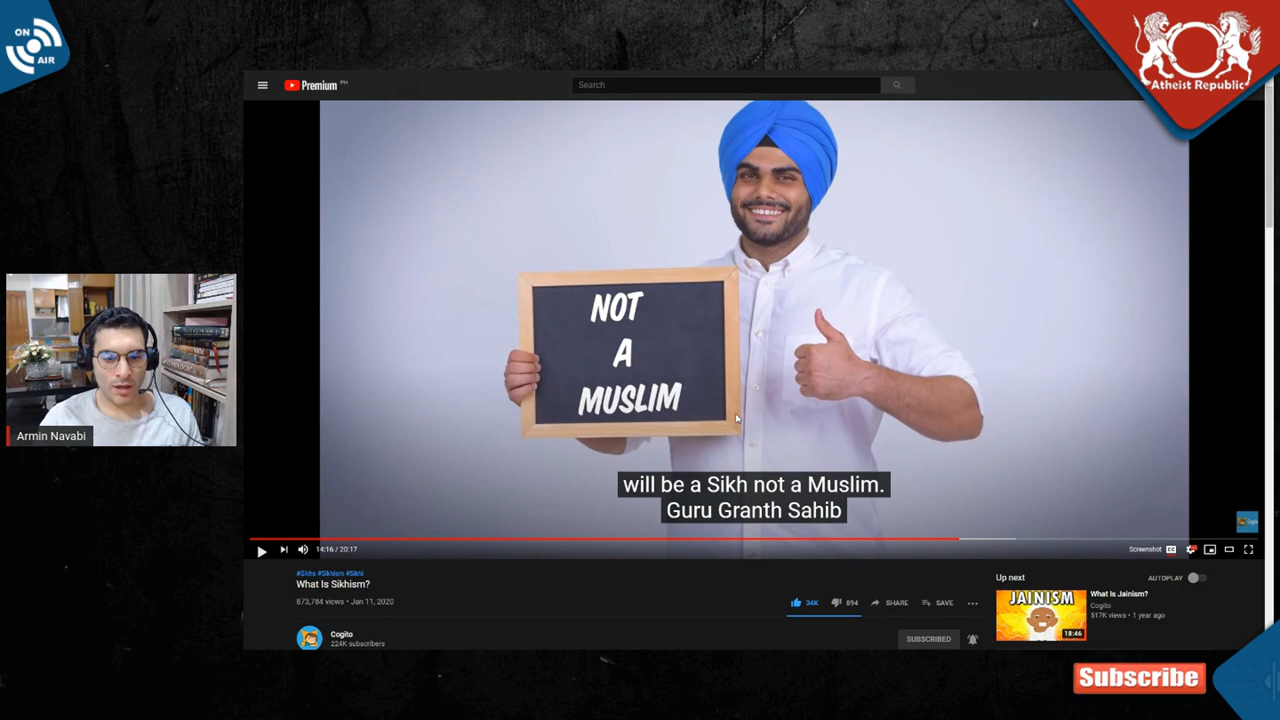 ON
AIR
Premium PH
Search
Atheist Republic
NOT
A
MUSLIM
will be a Sikh not a Muslim.
Guru Granth Sahib
Armin Navabi
14:16 / 20:17
Screenshot
CC
#Sikhs #Sikhism #Sikhi
What Is Sikhism?
873,784 views • Jan 11, 2020
34K
894
SHARE
SAVE
Cogito
224K subscribers
SUBSCRIBED
Up next
AUTOPLAY
JAINISM
18:46
What Is Jainism?
Cogito
517K views • 1 year ago
Subscribe